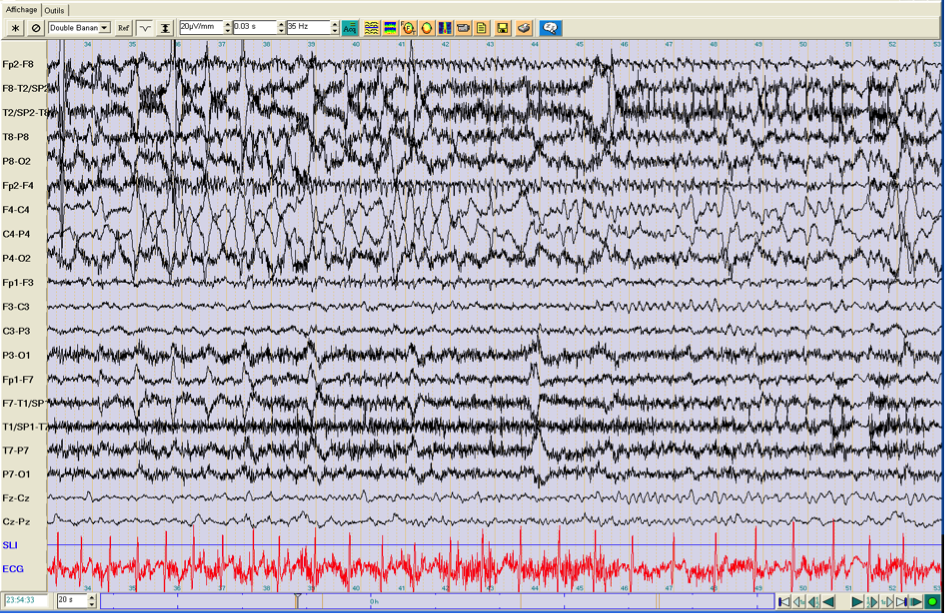 Affichage Outils
Double Banan Ref 20µV/mm 0.03 s 35 Hz Acq
34 35 36 37 38 39 40 41 42 43 44 45 46 47 48 49 50 51 52 53
Fp2-F8
F8-T2/SP2
T2/SP2-T8
T8-P8
P8-O2
Fp2-F4
F4-C4
C4-P4
P4-O2
Fp1-F3
F3-C3
C3-P3
P3-O1
Fp1-F7
F7-T1/SP
T1/SP1-T7
T7-P7
P7-O1
Fz-Cz
Cz-Pz
SLI
ECG
34 35 36 37 38 39 40 41 42 43 44 45 46 47 48 49 50 51 52 53
23:54:33 20 s 0h